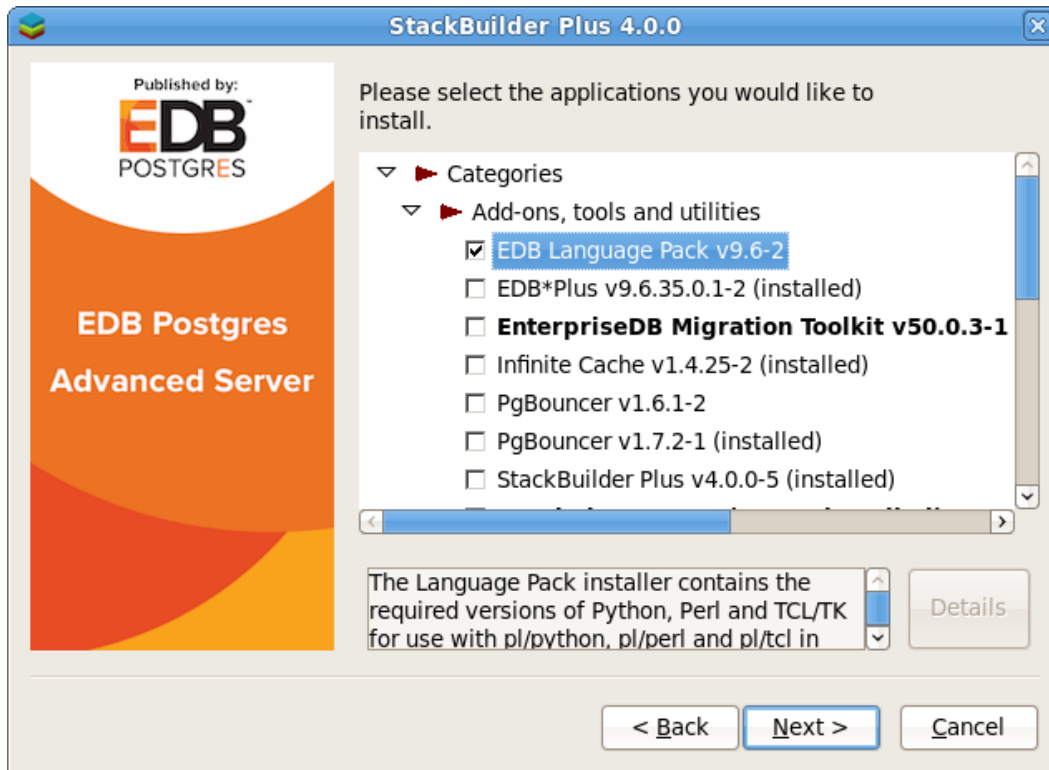 StackBuilder Plus 4.0.0
Published by:
EDB™
POSTGRES
EDB Postgres
Advanced Server
Please select the applications you would like to
install.
Categories
Add-ons, tools and utilities
EDB Language Pack v9.6-2
EDB*Plus v9.6.35.0.1-2 (installed)
EnterpriseDB Migration Toolkit v50.0.3-1
Infinite Cache v1.4.25-2 (installed)
PgBouncer v1.6.1-2
PgBouncer v1.7.2-1 (installed)
StackBuilder Plus v4.0.0-5 (installed)
The Language Pack installer contains the
required versions of Python, Perl and TCL/TK
for use with pl/python, pl/perl and pl/tcl in
Details
< Back
Next >
Cancel